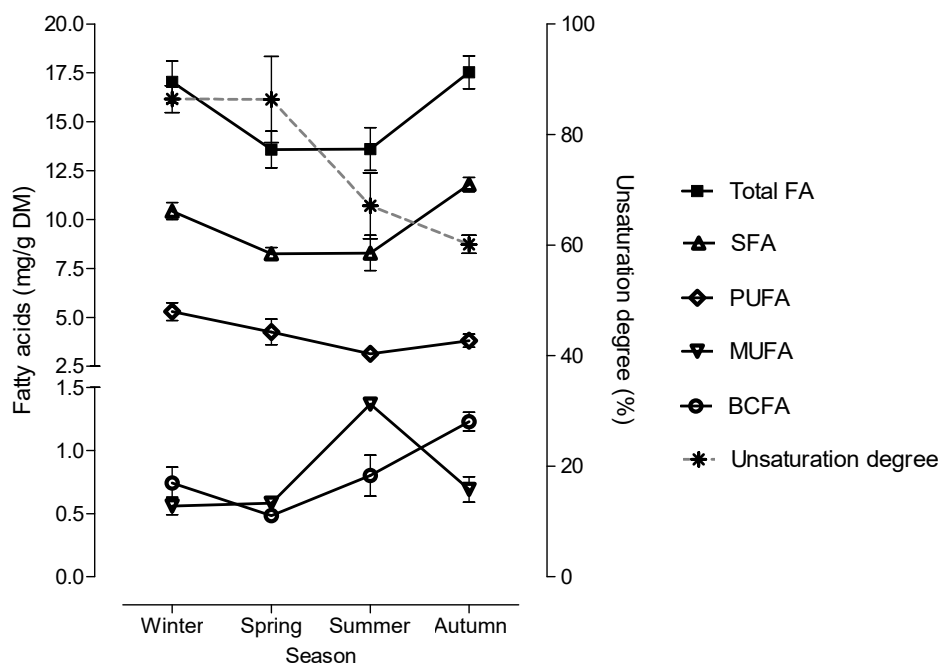 20.0
17.5
15.0
12.5
10.0
7.5
5.0
2.5
1.5
1.0
0.5
0.0
Fatty acids (mg/g DM)
100
80
60
40
20
0
Unsaturation degree (%)
Total FA
SFA
PUFA
MUFA
BCFA
Unsaturation degree
Winter Spring Summer Autumn
Season